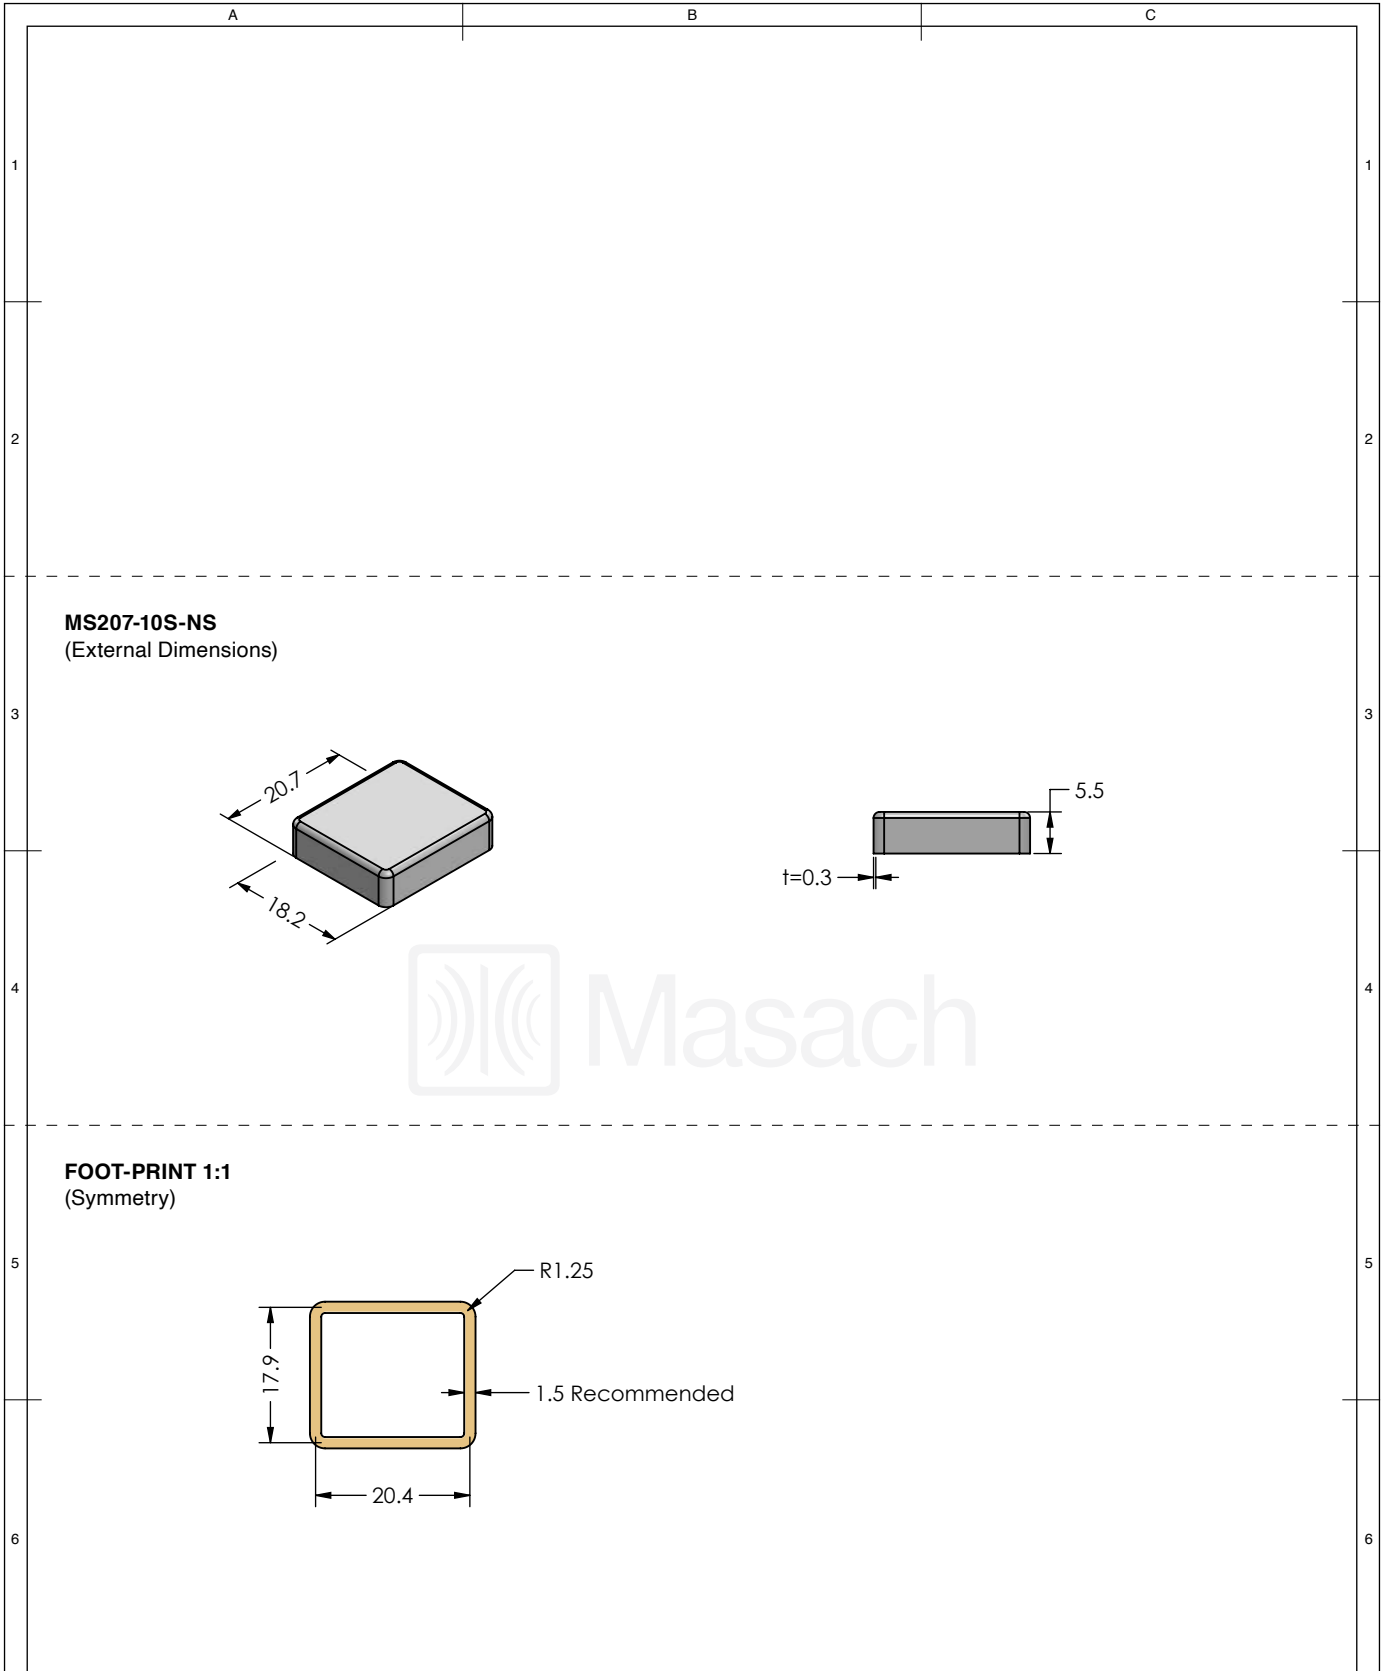 A B C
1 1
2 2
MS207-10S-NS
(External Dimensions)
3 3
20.7
5.5
t=0.3
18.2
4 4
Masach
FOOT-PRINT 1:1
(Symmetry)
5 5
R1.25
17.9
1.5 Recommended
20.4
6 6